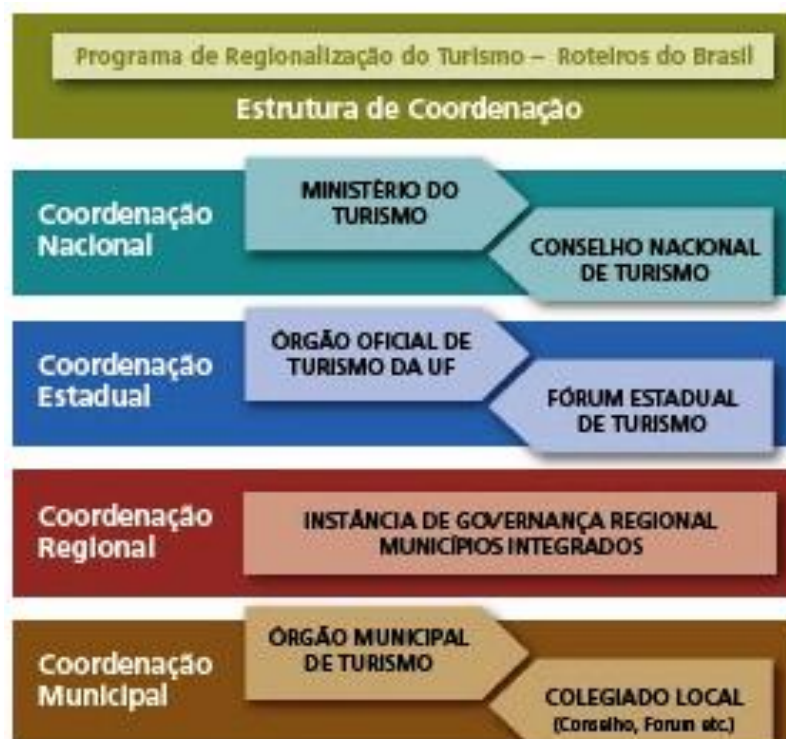 Programa de Regionalização do Turismo – Roteiros do Brasil
Estrutura de Coordenação
Coordenação
Nacional
MINISTÉRIO DO
TURISMO
CONSELHO NACIONAL
DE TURISMO
Coordenação
Estadual
ÓRGÃO OFICIAL DE
TURISMO DA UF
FÓRUM ESTADUAL
DE TURISMO
Coordenação
Regional
INSTÂNCIA DE GOVERNANÇA REGIONAL
MUNICÍPIOS INTEGRADOS
Coordenação
Municipal
ÓRGÃO MUNICIPAL
DE TURISMO
COLEGIADO LOCAL
(Conselho, Forum etc.)